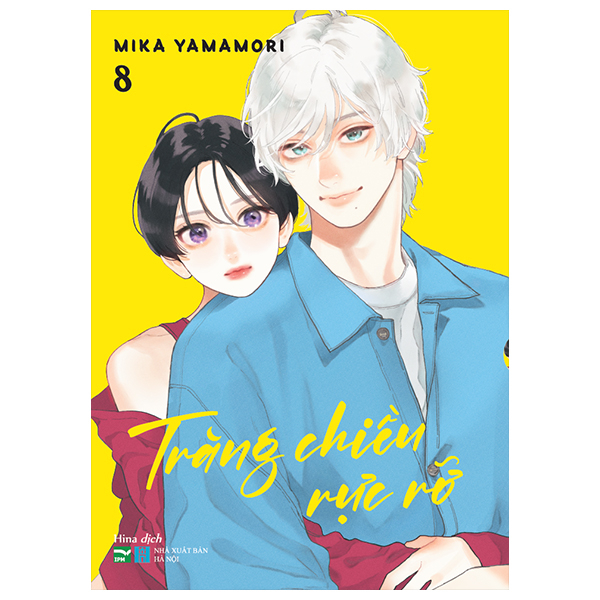 MIKA YAMAMORI
8
Trăng chiều
rực rỡ
Hina dịch
IPM
H
NHÀ XUẤT BẢN
HÀ NỘI